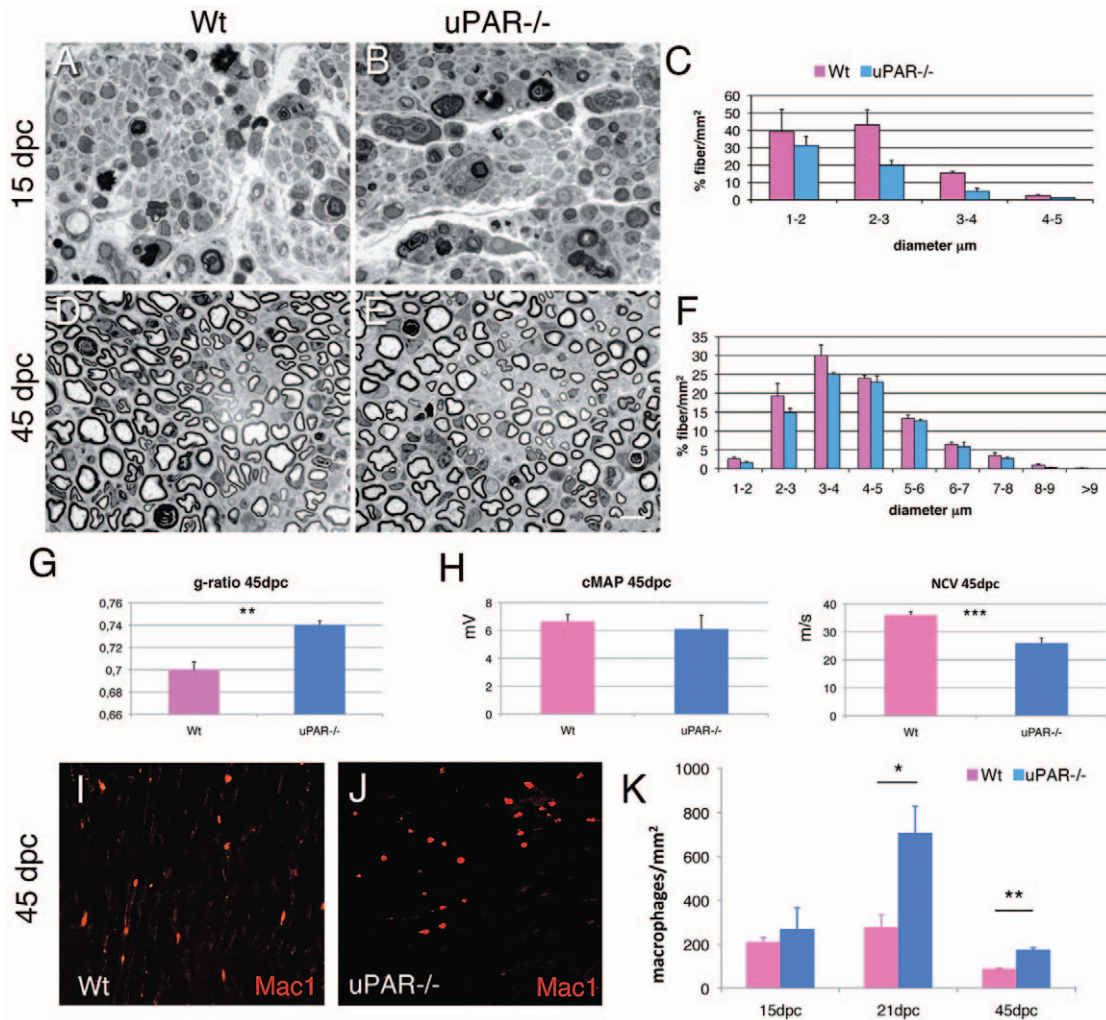 Wt uPAR-/-
15 dpc
A
B
C
Wt uPAR-/-
% fiber/mm²
60
50
40
30
20
10
0
1-2 2-3 3-4 4-5
diameter µm
45 dpc
D
E
F
% fiber/mm²
35
30
25
20
15
10
5
0
1-2 2-3 3-4 4-5 5-6 6-7 7-8 8-9 >9
diameter µm
G
g-ratio 45dpc
**
0,76
0,74
0,72
0,7
0,68
0,66
Wt uPAR-/-
H
cMAP 45dpc
mV
8
6
4
2
0
Wt uPAR-/-
NCV 45dpc
***
m/s
40
30
20
10
0
Wt uPAR-/-
45 dpc
I
Wt Mac1
J
uPAR-/- Mac1
K
Wt uPAR-/-
macrophages/mm²
1000
800
600
400
200
0
*
**
15dpc 21dpc 45dpc